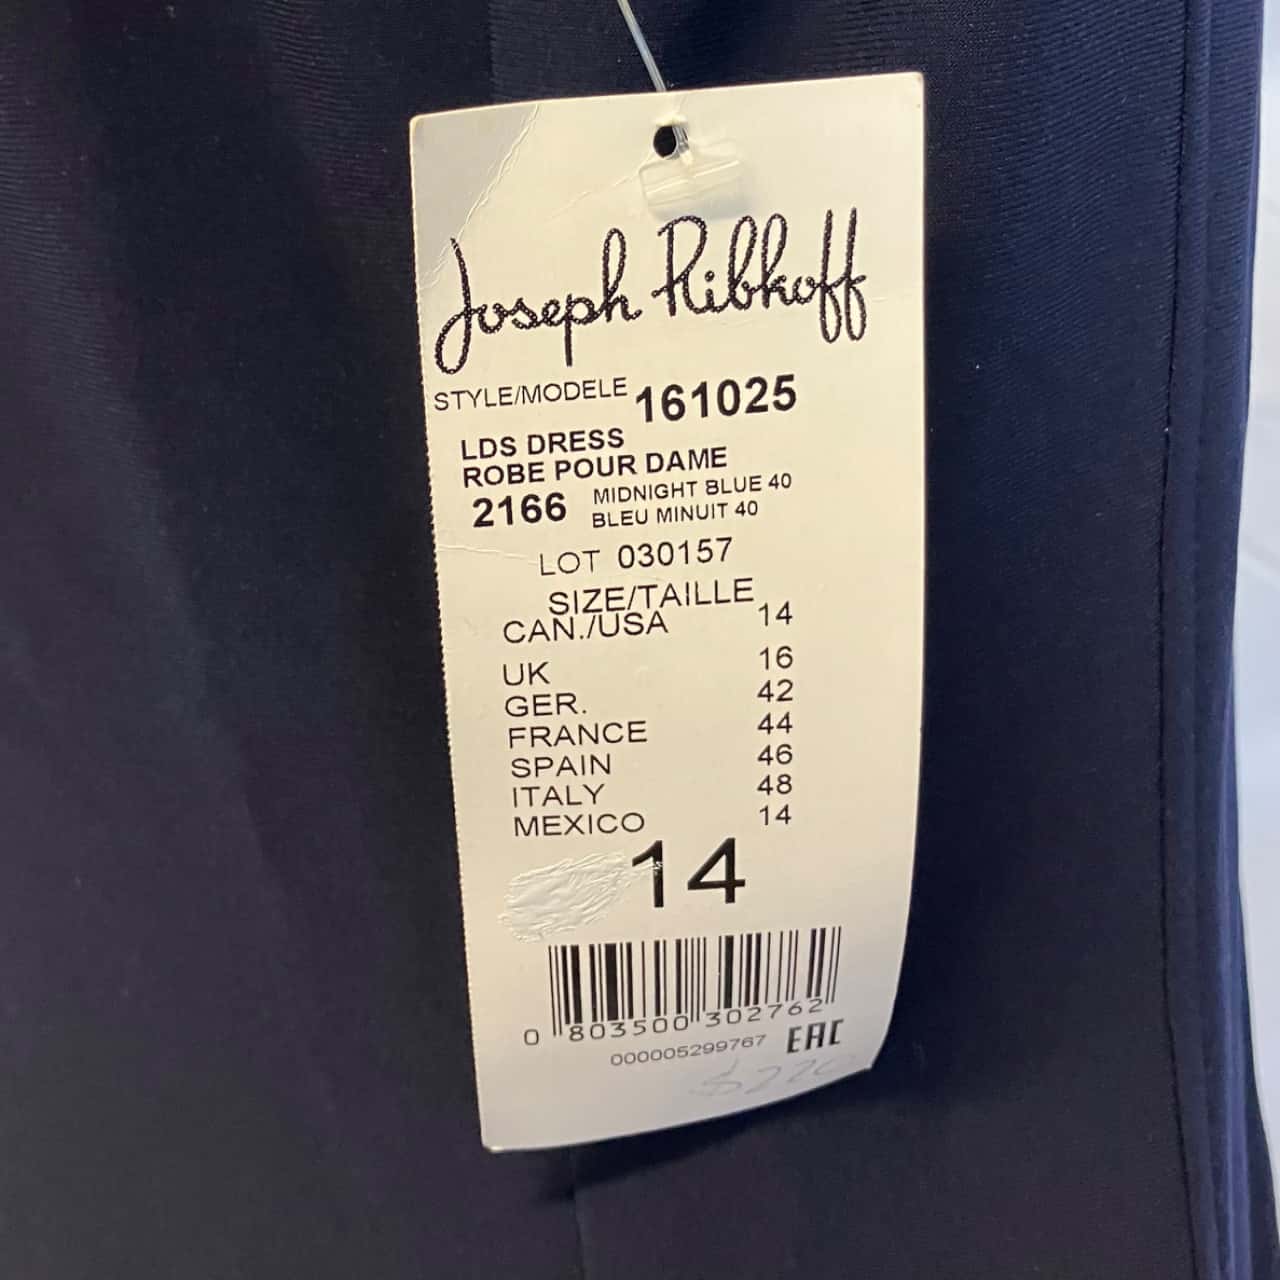 Joseph Ribkoff
STYLE/MODELE 161025
LDS DRESS
ROBE POUR DAME
2166 MIDNIGHT BLUE 40
BLEU MINUIT 40
LOT 030157
SIZE/TAILLE
CAN./USA 14
UK 16
GER. 42
FRANCE 44
SPAIN 46
ITALY 48
MEXICO 14
14
0 803500 302762
000005299767 EAC